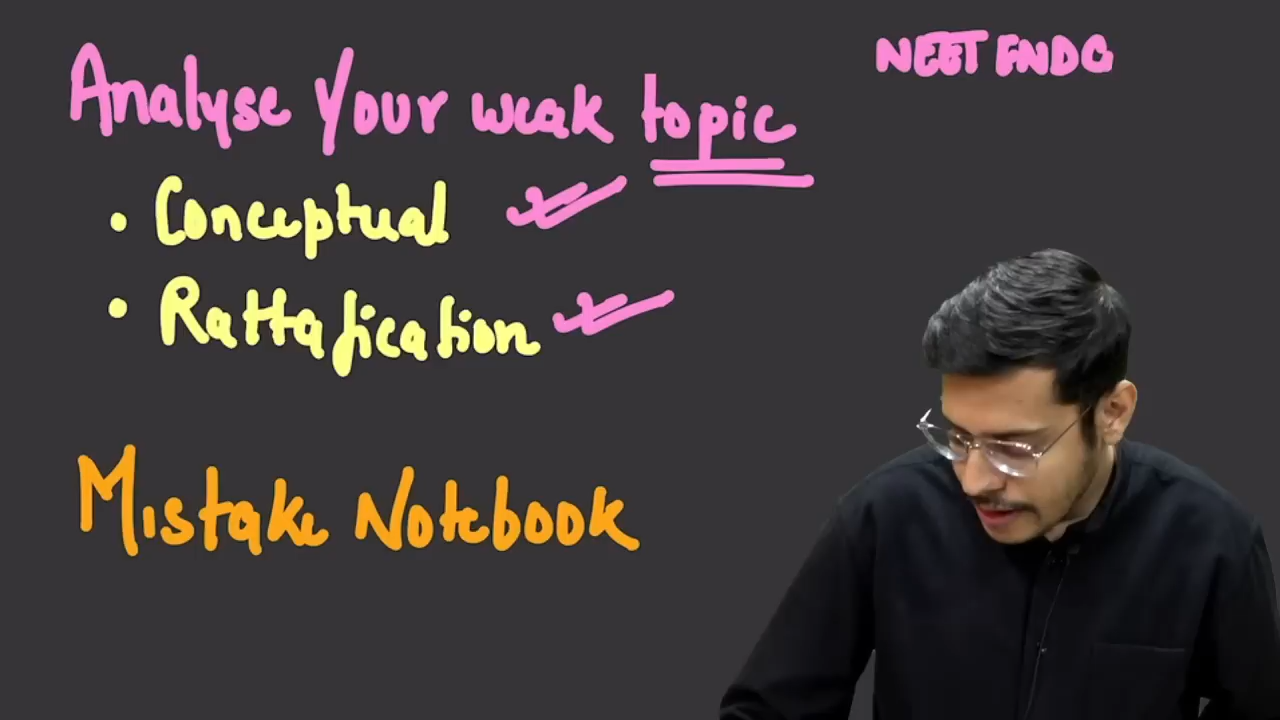 NEET ENDG
Analyse Your weak topic
• Conceptual
• Rattafication
Mistake Notebook